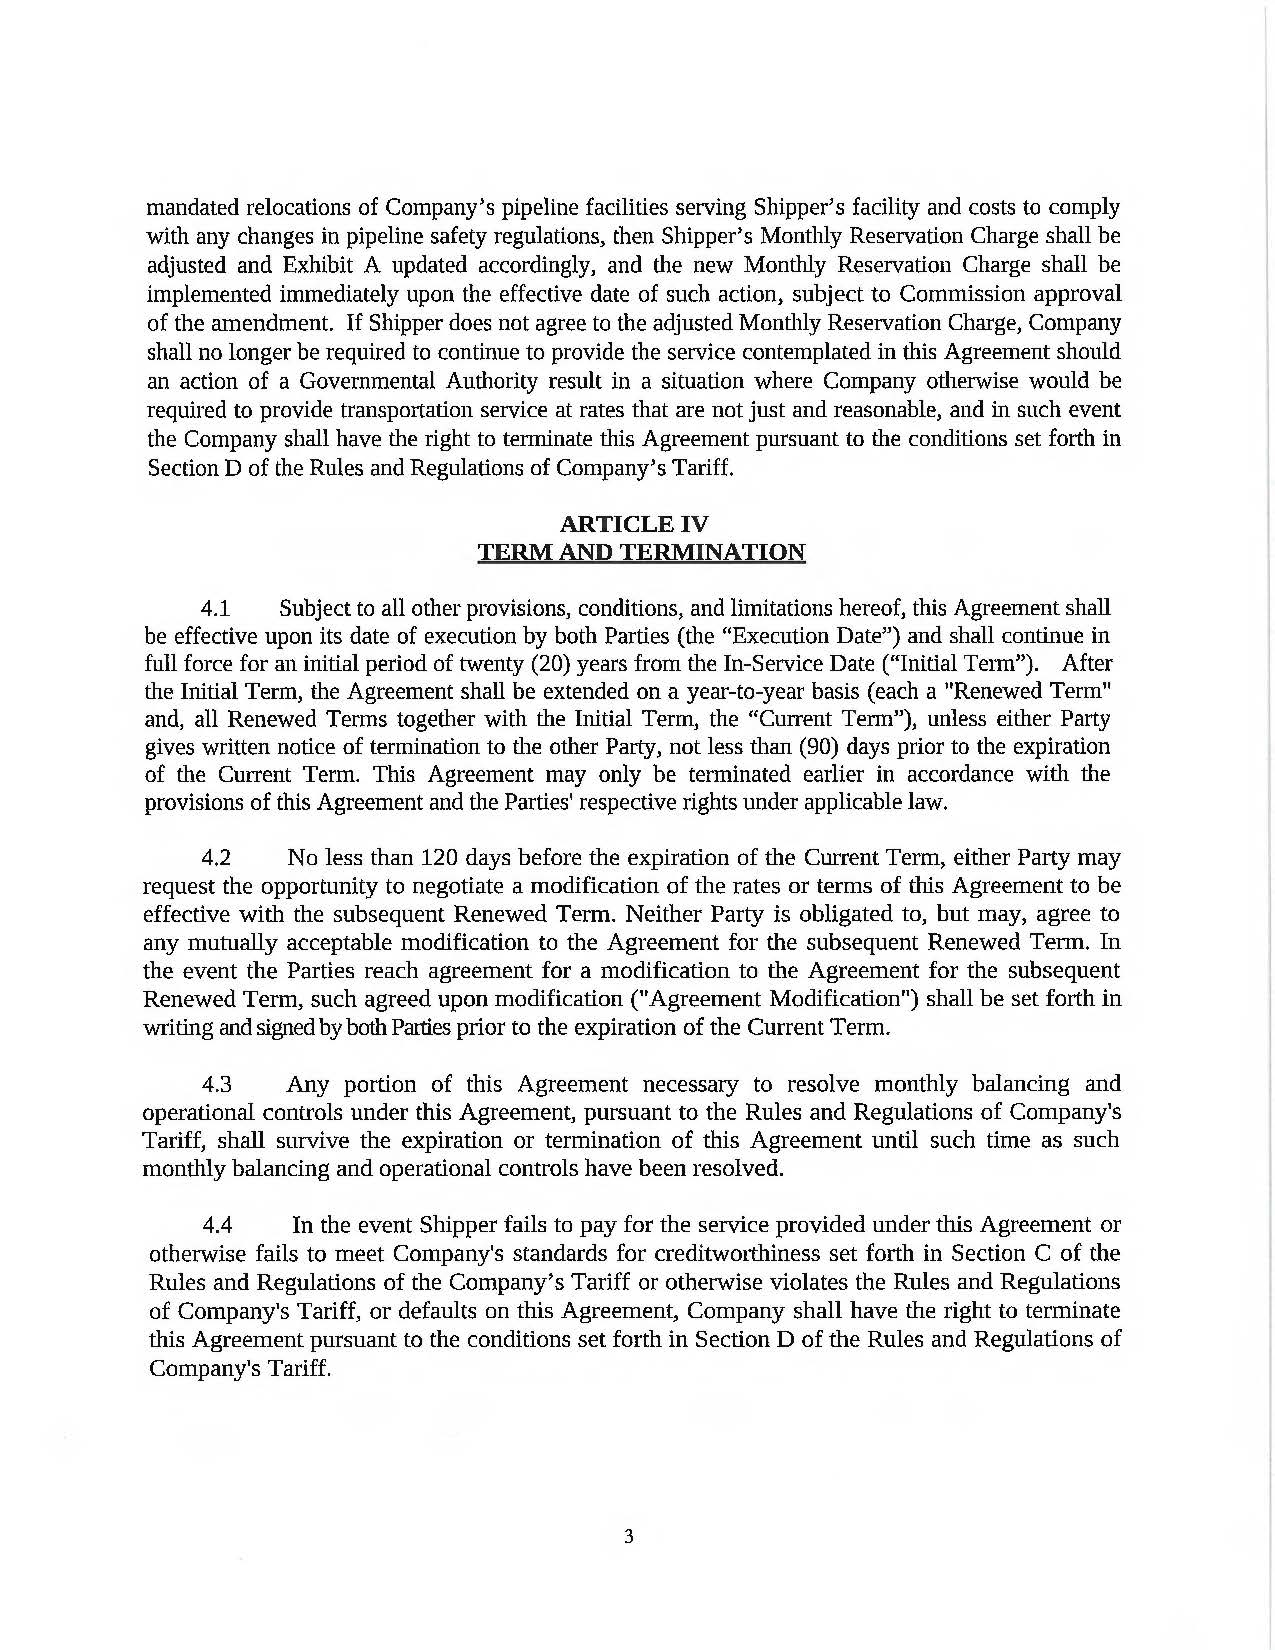 mandated relocations of Company’s pipeline facilities serving Shipper’s facility and costs to comply
with any changes in pipeline safety regulations, then Shipper’s Monthly Reservation Charge shall be
adjusted and Exhibit A updated accordingly, and the new Monthly Reservation Charge shall be
implemented immediately upon the effective date of such action, subject to Commission approval
of the amendment. If Shipper does not agree to the adjusted Monthly Reservation Charge, Company
shall no longer be required to continue to provide the service contemplated in this Agreement should
an action of a Governmental Authority result in a situation where Company otherwise would be
required to provide transportation service at rates that are not just and reasonable, and in such event
the Company shall have the right to terminate this Agreement pursuant to the conditions set forth in
Section D of the Rules and Regulations of Company’s Tariff.
ARTICLE IV
TERM AND TERMINATION
4.1 Subject to all other provisions, conditions, and limitations hereof, this Agreement shall
be effective upon its date of execution by both Parties (the “Execution Date”) and shall continue in
full force for an initial period of twenty (20) years from the In-Service Date (“Initial Term”). After
the Initial Term, the Agreement shall be extended on a year-to-year basis (each a "Renewed Term"
and, all Renewed Terms together with the Initial Term, the “Current Term”), unless either Party
gives written notice of termination to the other Party, not less than (90) days prior to the expiration
of the Current Term. This Agreement may only be terminated earlier in accordance with the
provisions of this Agreement and the Parties' respective rights under applicable law.
4.2 No less than 120 days before the expiration of the Current Term, either Party may
request the opportunity to negotiate a modification of the rates or terms of this Agreement to be
effective with the subsequent Renewed Term. Neither Party is obligated to, but may, agree to
any mutually acceptable modification to the Agreement for the subsequent Renewed Term. In
the event the Parties reach agreement for a modification to the Agreement for the subsequent
Renewed Term, such agreed upon modification ("Agreement Modification") shall be set forth in
writing and signed by both Parties prior to the expiration of the Current Term.
4.3 Any portion of this Agreement necessary to resolve monthly balancing and
operational controls under this Agreement, pursuant to the Rules and Regulations of Company's
Tariff, shall survive the expiration or termination of this Agreement until such time as such
monthly balancing and operational controls have been resolved.
4.4 In the event Shipper fails to pay for the service provided under this Agreement or
otherwise fails to meet Company's standards for creditworthiness set forth in Section C of the
Rules and Regulations of the Company’s Tariff or otherwise violates the Rules and Regulations
of Company's Tariff, or defaults on this Agreement, Company shall have the right to terminate
this Agreement pursuant to the conditions set forth in Section D of the Rules and Regulations of
Company's Tariff.
3